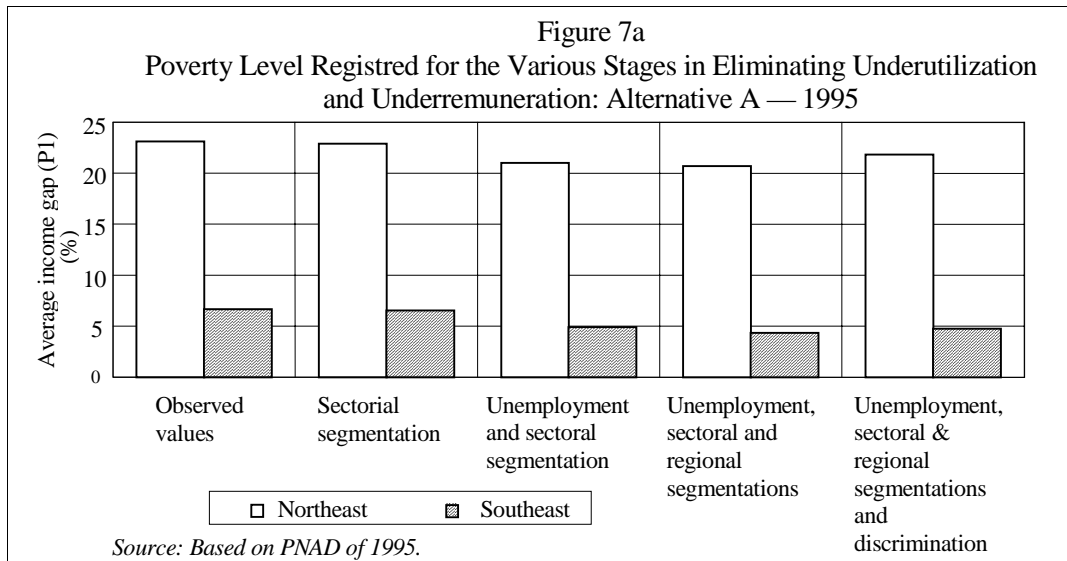 Figure 7a
Poverty Level Registred for the Various Stages in Eliminating Underutilization
and Underremuneration: Alternative A — 1995
Average income gap (P1)
(%)
25
20
15
10
5
0
Observed
values
Sectorial
segmentation
Unemployment
and sectoral
segmentation
Unemployment,
sectoral and
regional
segmentations
Unemployment,
sectoral &
regional
segmentations
and
discrimination
Northeast
Southeast
Source: Based on PNAD of 1995.